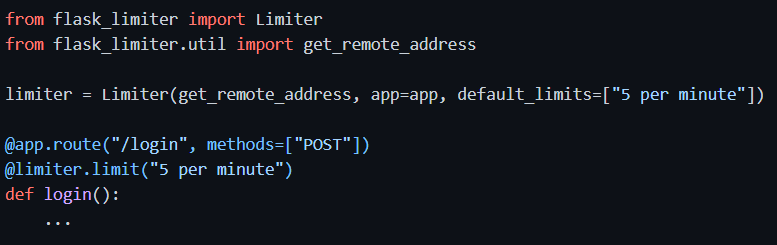 from flask_limiter import Limiter
from flask_limiter.util import get_remote_address

limiter = Limiter(get_remote_address, app=app, default_limits=["5 per minute"])

@app.route("/login", methods=["POST"])
@limiter.limit("5 per minute")
def login():
    ...